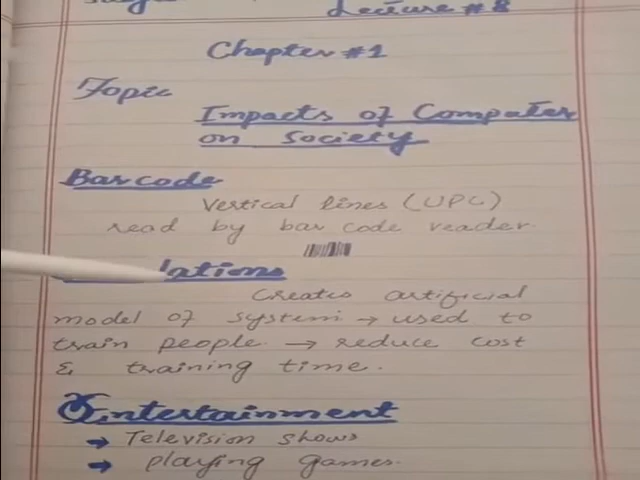 Lecture #8
Chapter #1
Topic
Impacts of Computer
on Society
Barcode
Vertical lines (UPC)
read by bar code reader.
lations
Creates artificial
model of system → used to
train people → reduce cost
& training time.
Entertainment
→ Television shows
→ playing games.